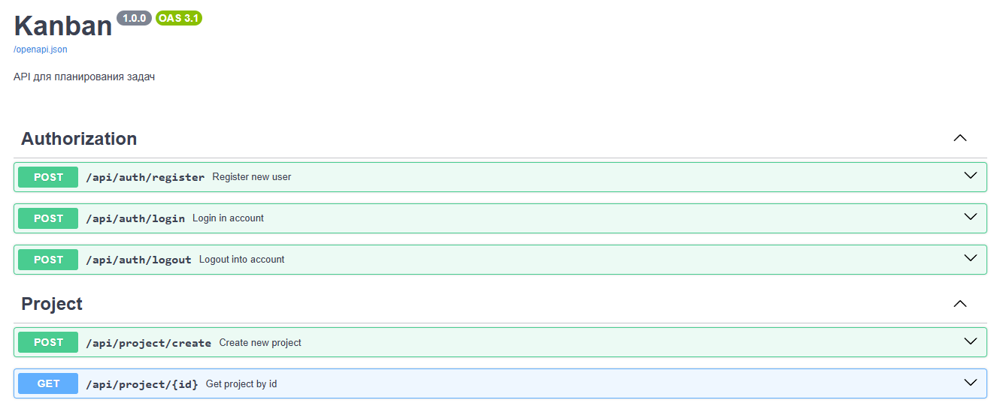 Kanban 1.0.0 OAS 3.1
/openapi.json
API для планирования задач
Authorization
POST /api/auth/register Register new user
POST /api/auth/login Login in account
POST /api/auth/logout Logout into account
Project
POST /api/project/create Create new project
GET /api/project/{id} Get project by id